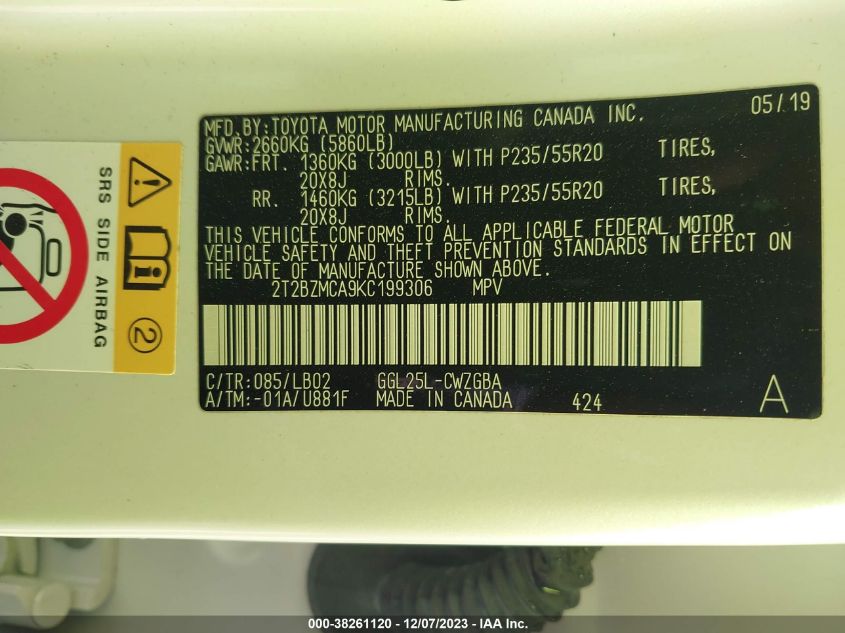 05/19
MFD.BY:TOYOTA MOTOR MANUFACTURING CANADA INC.
GVWR:2660KG (5860LB)
GAWR:FRT. 1360KG (3000LB) WITH P235/55R20 TIRES,
20X8J RIMS.
RR. 1460KG (3215LB) WITH P235/55R20 TIRES,
20X8J RIMS.
THIS VEHICLE CONFORMS TO ALL APPLICABLE FEDERAL MOTOR
VEHICLE SAFETY AND THEFT PREVENTION STANDARDS IN EFFECT ON
THE DATE OF MANUFACTURE SHOWN ABOVE.
2T2BZMCA9KC199306 MPV
C/TR:085/LB02 GGL25L-CWZGBA
A/TM:-01A/U881F MADE IN CANADA 424 A
SRS SIDE AIRBAG
2
000-38261120 - 12/07/2023 - IAA Inc.